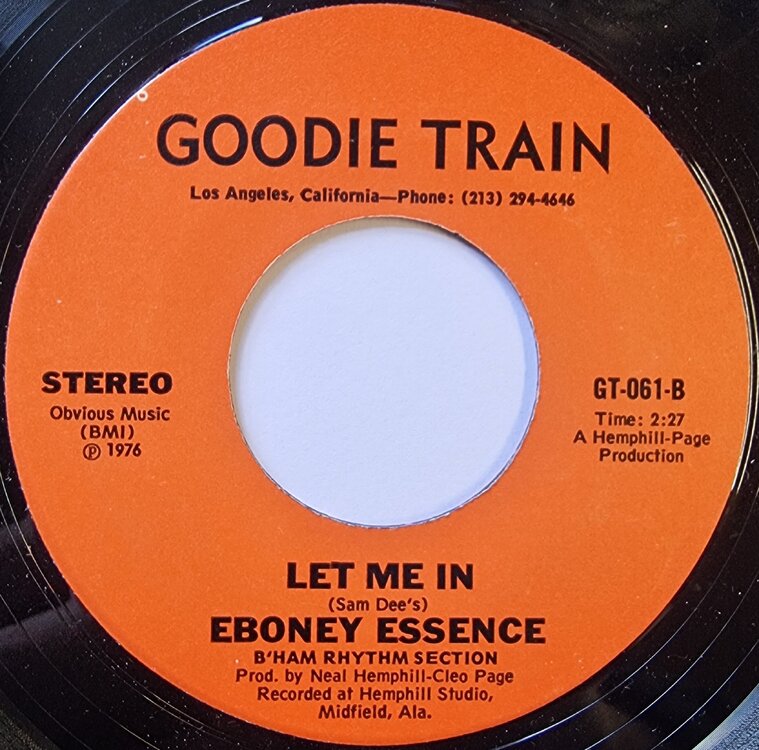 GOODIE TRAIN
Los Angeles, California—Phone: (213) 294-4646
STEREO
Obvious Music
(BMI)
Ⓟ 1976
GT-061-B
Time: 2:27
A Hemphill-Page
Production
LET ME IN
(Sam Dee's)
EBONEY ESSENCE
B'HAM RHYTHM SECTION
Prod. by Neal Hemphill-Cleo Page
Recorded at Hemphill Studio,
Midfield, Ala.